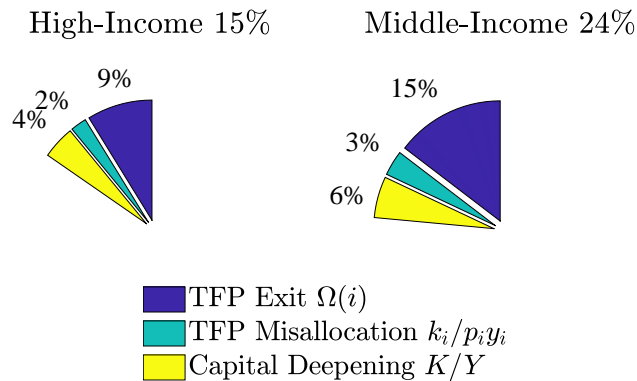 High-Income 15%
Middle-Income 24%
9%
2%
4%
15%
3%
6%
TFP Exit Ω(i)
TFP Misallocation k_i/p_iy_i
Capital Deepening K/Y